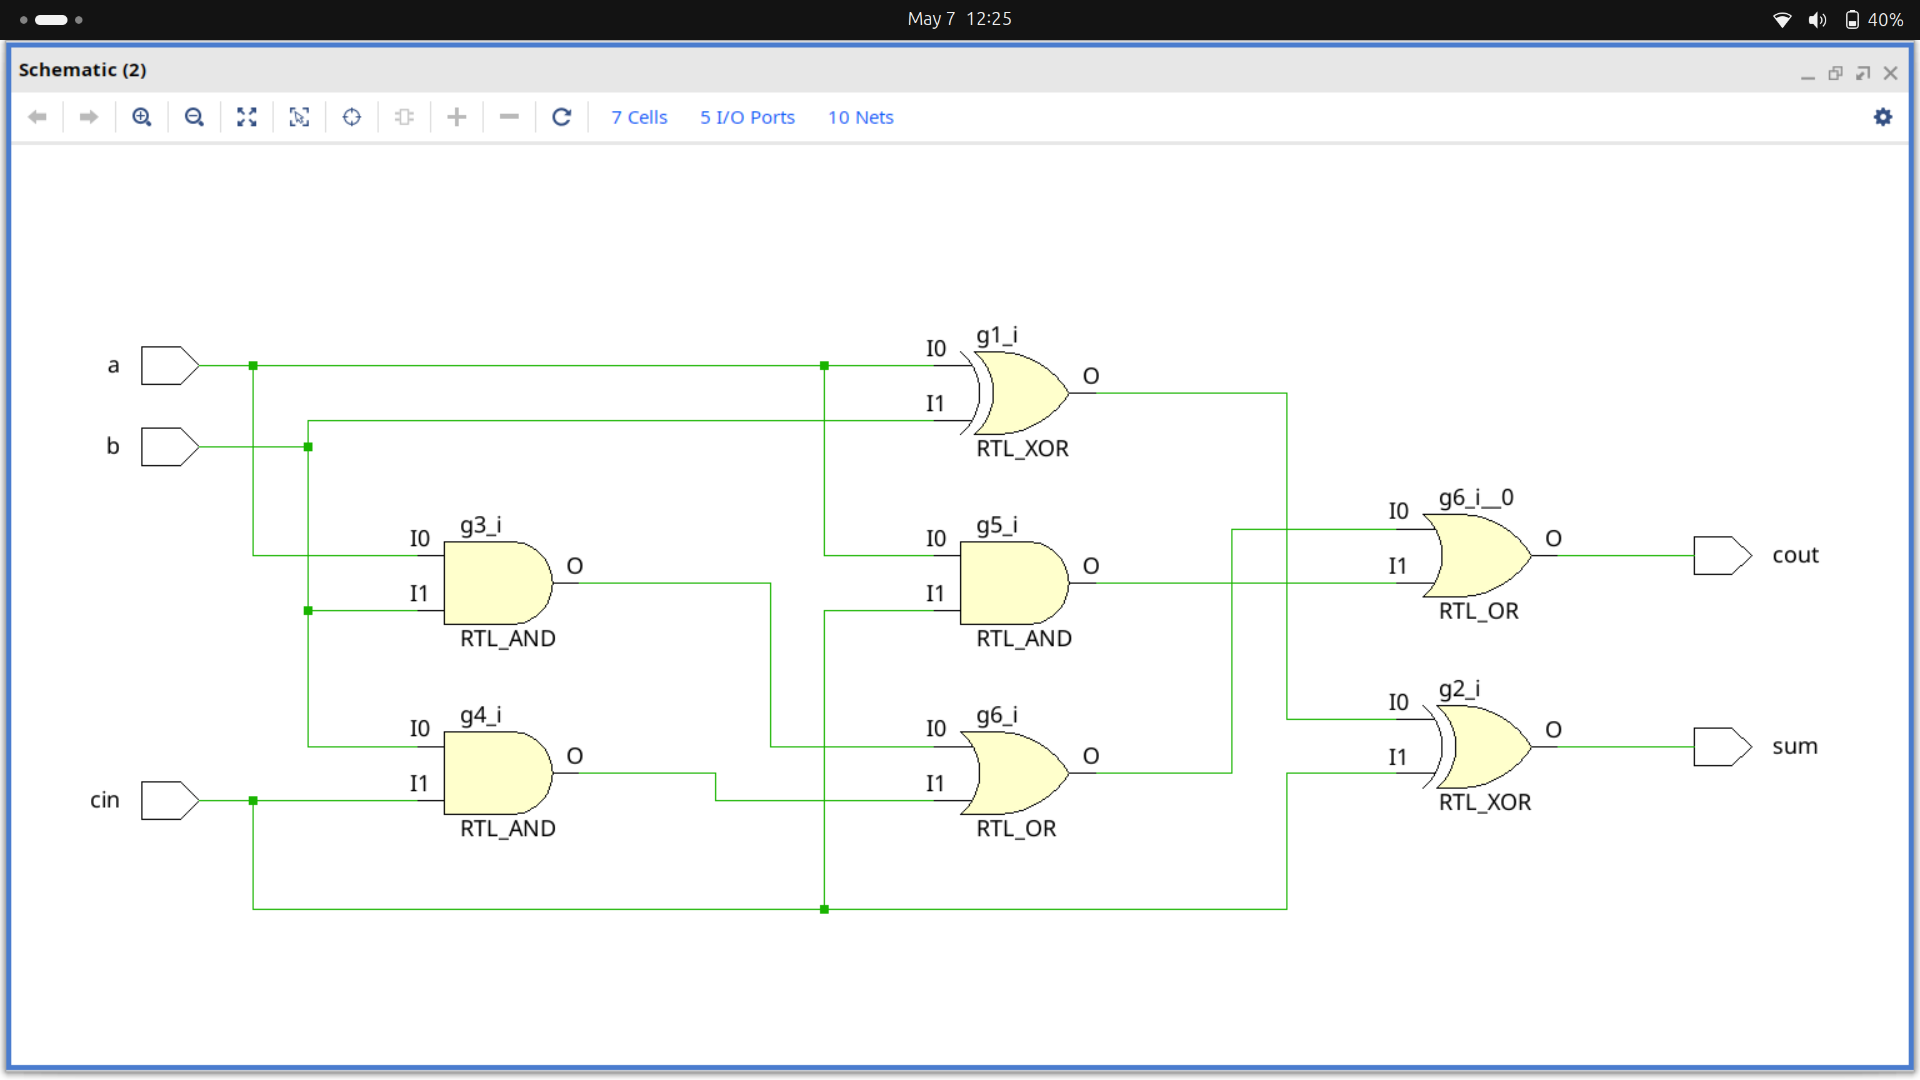 May 7 12:25
40%
Schematic (2)
7 Cells 5 I/O Ports 10 Nets
g1_i
I0
a
O
I1
b
RTL_XOR
g6_i__0
I0
g3_i
g5_i
I0
I0
O
cout
O
O
I1
I1
I1
RTL_OR
RTL_AND
RTL_AND
g2_i
I0
g4_i
g6_i
I0
I0
O
sum
O
O
I1
I1
I1
cin
RTL_XOR
RTL_AND
RTL_OR